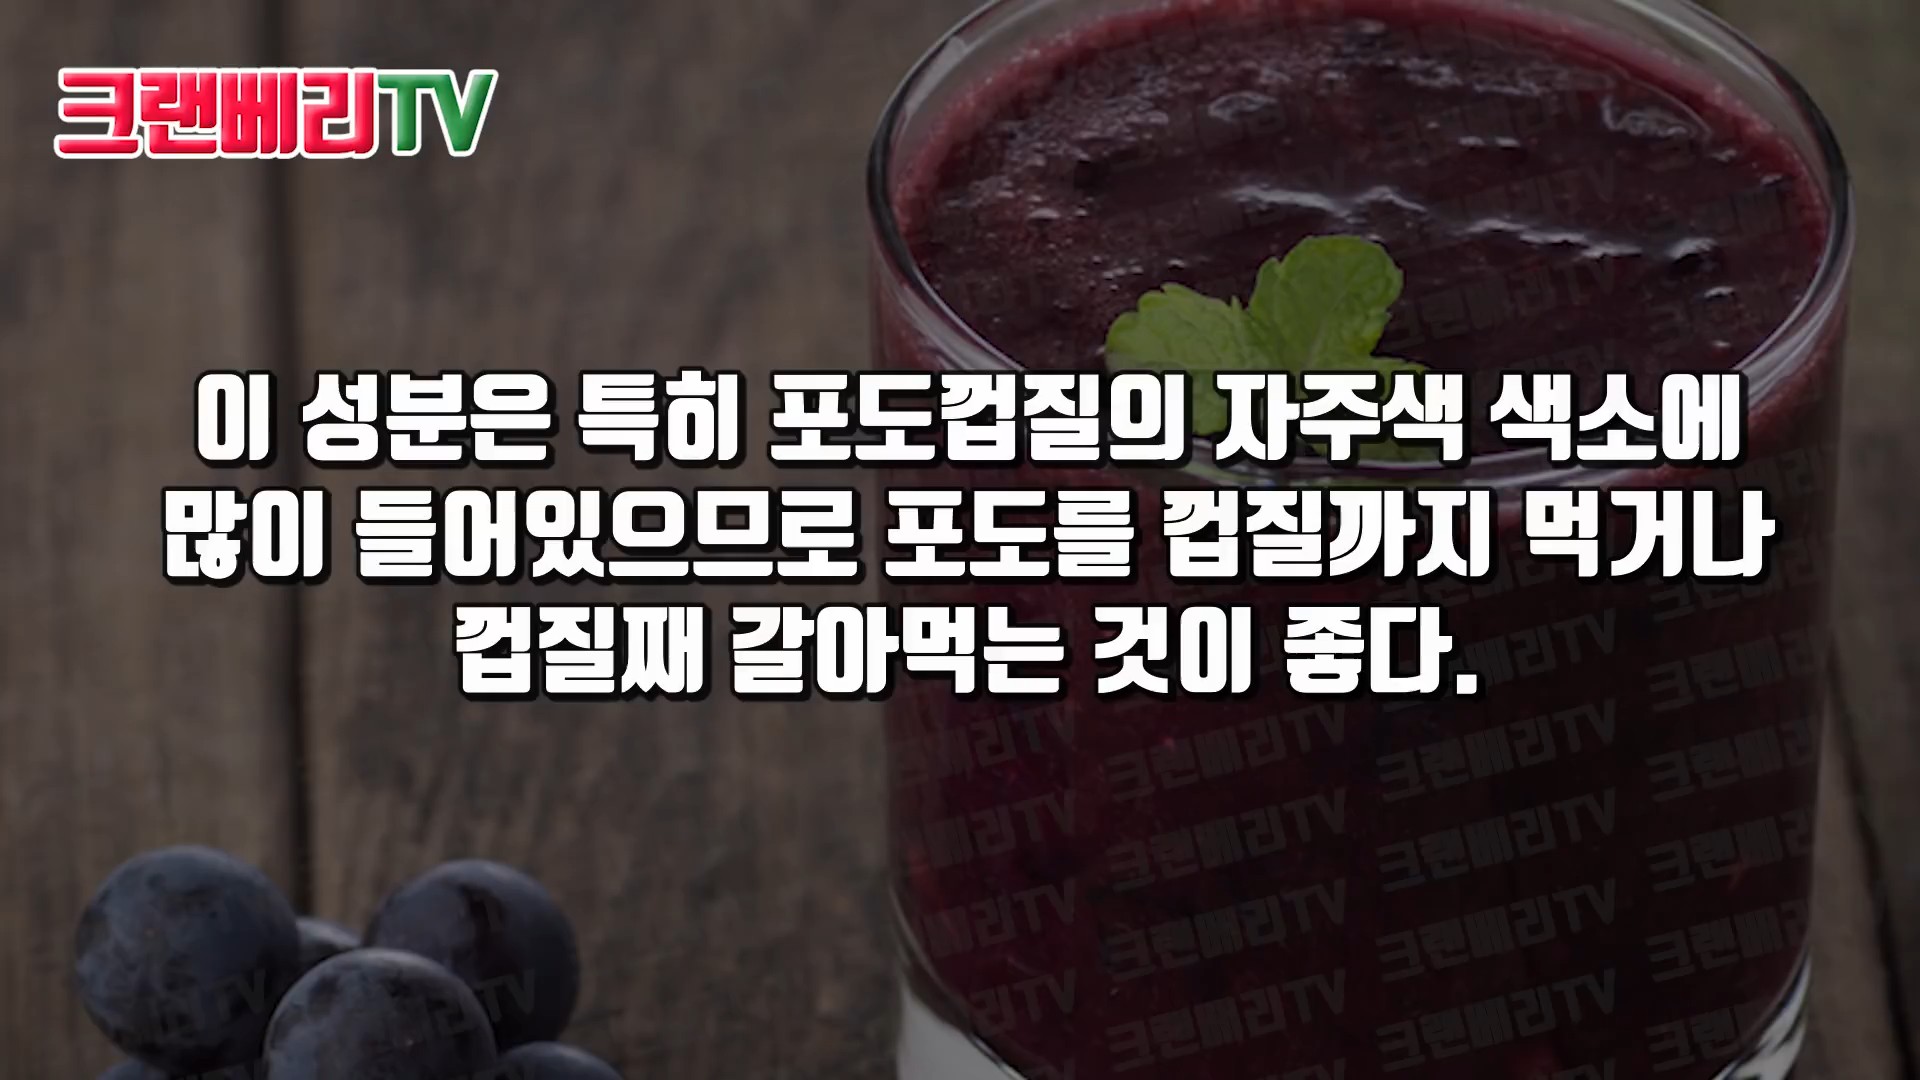 크랜베리TV
이 성분은 특히 포도껍질의 자주색 색소에
많이 들어있으므로 포도를 껍질까지 먹거나
껍질째 갈아먹는 것이 좋다.